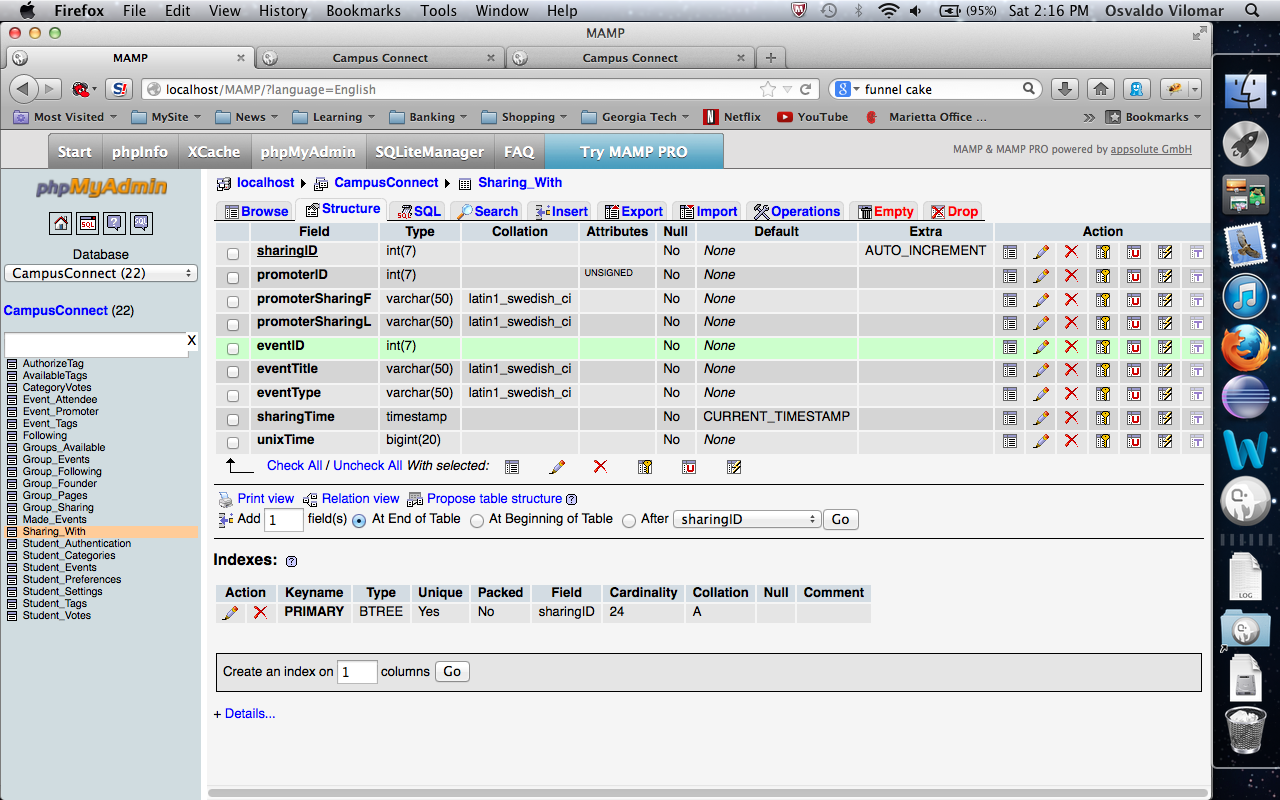 Firefox File Edit View History Bookmarks Tools Window Help (95%) Sat 2:16 PM Osvaldo Vilomar
MAMP
MAMP Campus Connect Campus Connect
localhost/MAMP/?language=English funnel cake
Most Visited MySite News Learning Banking Shopping Georgia Tech Netflix YouTube Marietta Office ... Bookmarks
Start phpInfo XCache phpMyAdmin SQLiteManager FAQ Try MAMP PRO MAMP & MAMP PRO powered by appsolute GmbH
phpMyAdmin
Database
CampusConnect (22)
CampusConnect (22)
X
AuthorizeTag
AvailableTags
CategoryVotes
Event_Attendee
Event_Promoter
Event_Tags
Following
Groups_Available
Group_Events
Group_Following
Group_Founder
Group_Pages
Group_Sharing
Made_Events
Sharing_With
Student_Authentication
Student_Categories
Student_Events
Student_Preferences
Student_Settings
Student_Tags
Student_Votes
localhost CampusConnect Sharing_With
Browse Structure SQL Search Insert Export Import Operations Empty Drop
Field Type Collation Attributes Null Default Extra Action
sharingID int(7) No None AUTO_INCREMENT
promoterID int(7) UNSIGNED No None
promoterSharingF varchar(50) latin1_swedish_ci No None
promoterSharingL varchar(50) latin1_swedish_ci No None
eventID int(7) No None
eventTitle varchar(50) latin1_swedish_ci No None
eventType varchar(50) latin1_swedish_ci No None
sharingTime timestamp No CURRENT_TIMESTAMP
unixTime bigint(20) No None
Check All / Uncheck All With selected:
Print view Relation view Propose table structure
Add 1 field(s) At End of Table At Beginning of Table After sharingID Go
Indexes:
Action Keyname Type Unique Packed Field Cardinality Collation Null Comment
PRIMARY BTREE Yes No sharingID 24 A
Create an index on 1 columns Go
+ Details...
LOG